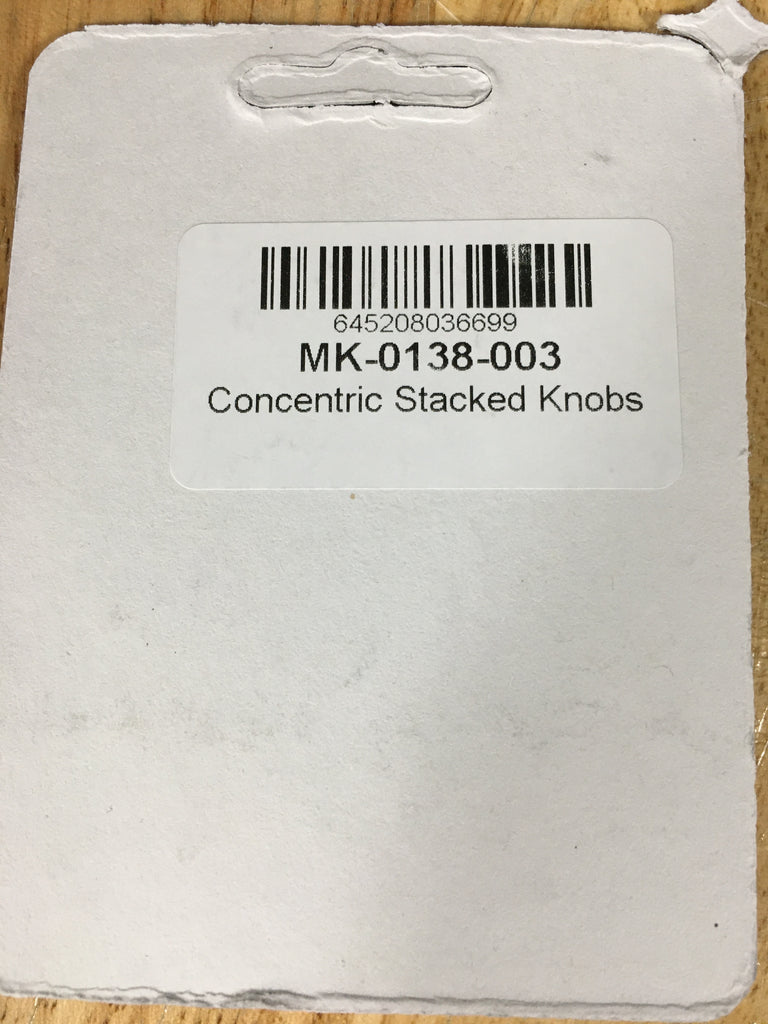 645208036699
MK-0138-003
Concentric Stacked Knobs